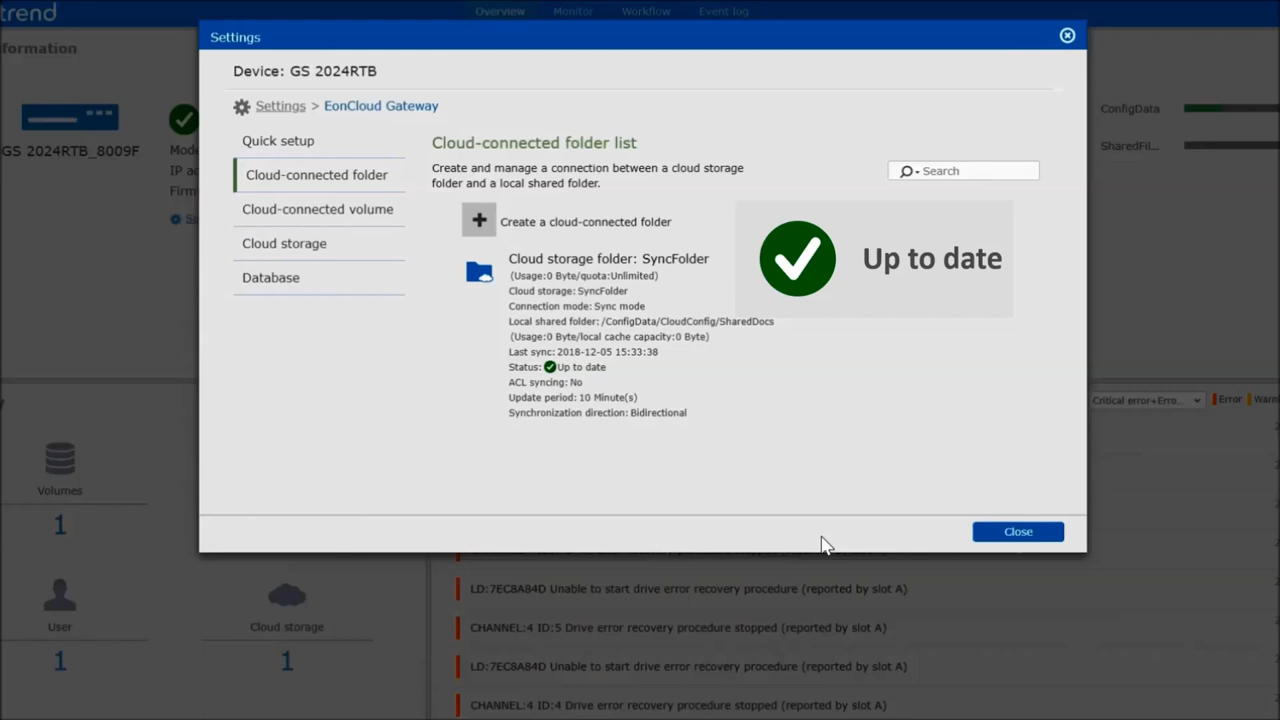 trend
Overview
Monitor
Workflow
Event log
formation
Settings
Device: GS 2024RTB
Settings > EonCloud Gateway
Quick setup
Cloud-connected folder
Cloud-connected volume
Cloud storage
Database
Cloud-connected folder list
Create and manage a connection between a cloud storage
folder and a local shared folder.
Search
Create a cloud-connected folder
Cloud storage folder: SyncFolder
(Usage:0 Byte/quota:Unlimited)
Cloud storage: SyncFolder
Connection mode: Sync mode
Local shared folder: /ConfigData/CloudConfig/SharedDocs
(Usage:0 Byte/local cache capacity:0 Byte)
Last sync: 2018-12-05 15:33:38
Status: Up to date
ACL syncing: No
Update period: 10 Minute(s)
Synchronization direction: Bidirectional
Up to date
Close
GS 2024RTB_8009F
Mode
IP ac
Firm
ConfigData
SharedFil...
Critical error+Erro...
Error
Warn
Volumes
1
User
1
Cloud storage
1
LD:7EC8A84D Unable to start drive error recovery procedure (reported by slot A)
CHANNEL:4 ID:5 Drive error recovery procedure stopped (reported by slot A)
LD:7EC8A84D Unable to start drive error recovery procedure (reported by slot A)
CHANNEL:4 ID:4 Drive error recovery procedure stopped (reported by slot A)